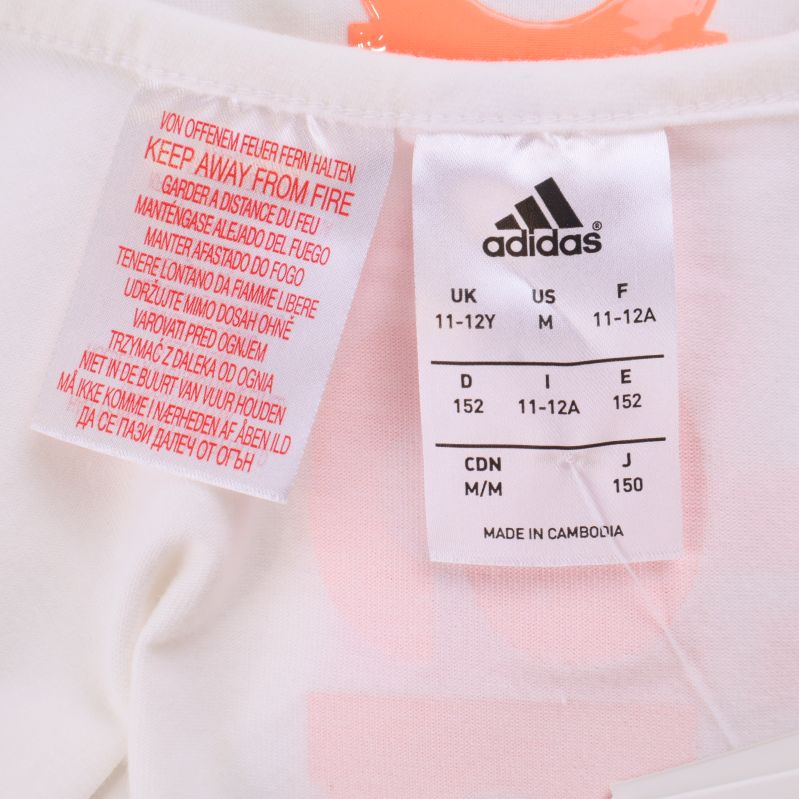 VON OFFENEM FEUER FERN HALTEN
KEEP AWAY FROM FIRE
GARDER A DISTANCE DU FEU
MANTÉNGASE ALEJADO DEL FUEGO
MANTER AFASTADO DO FOGO
TENERE LONTANO DA FIAMME LIBERE
UDRŽUJTE MIMO DOSAH OHNĚ
VAROVATI PRED OGNJEM
TRZYMAĆ Z DALEKA OD OGNIA
NIET IN DE BUURT VAN VUUR HOUDEN
MÅ IKKE KOMME I NÆRHEDEN AF ÅBEN ILD
ДА СЕ ПАЗИ ДАЛЕЧ ОТ ОГЪН
adidas®
UK US F
11-12Y M 11-12A
D I E
152 11-12A 152
CDN J
M/M 150
MADE IN CAMBODIA